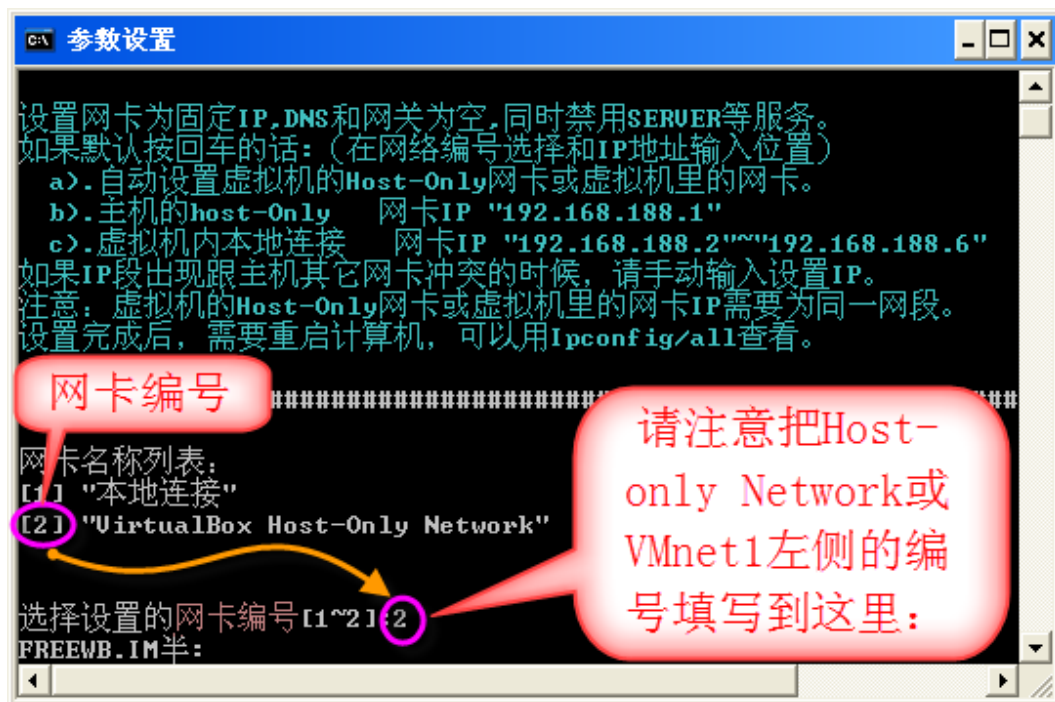 参数设置
设置网卡为固定IP,DNS和网关为空,同时禁用SERVER等服务。
如果默认按回车的话:（在网络编号选择和IP地址输入位置）
a).自动设置虚拟机的Host-Only网卡或虚拟机里的网卡。
b).主机的host-Only 网卡IP "192.168.188.1"
c).虚拟机内本地连接 网卡IP "192.168.188.2"~"192.168.188.6"
如果IP段出现跟主机其它网卡冲突的时候，请手动输入设置IP。
注意：虚拟机的Host-Only网卡或虚拟机里的网卡IP需要为同一网段。
设置完成后，需要重启计算机，可以用Ipconfig/all查看。
网卡编号
网卡名称列表:
[1] "本地连接"
[2] "VirtualBox Host-Only Network"
选择设置的网卡编号[1~2]:2
FREEWB.IM半:
请注意把Host-
only Network或
VMnet1左侧的编
号填写到这里：